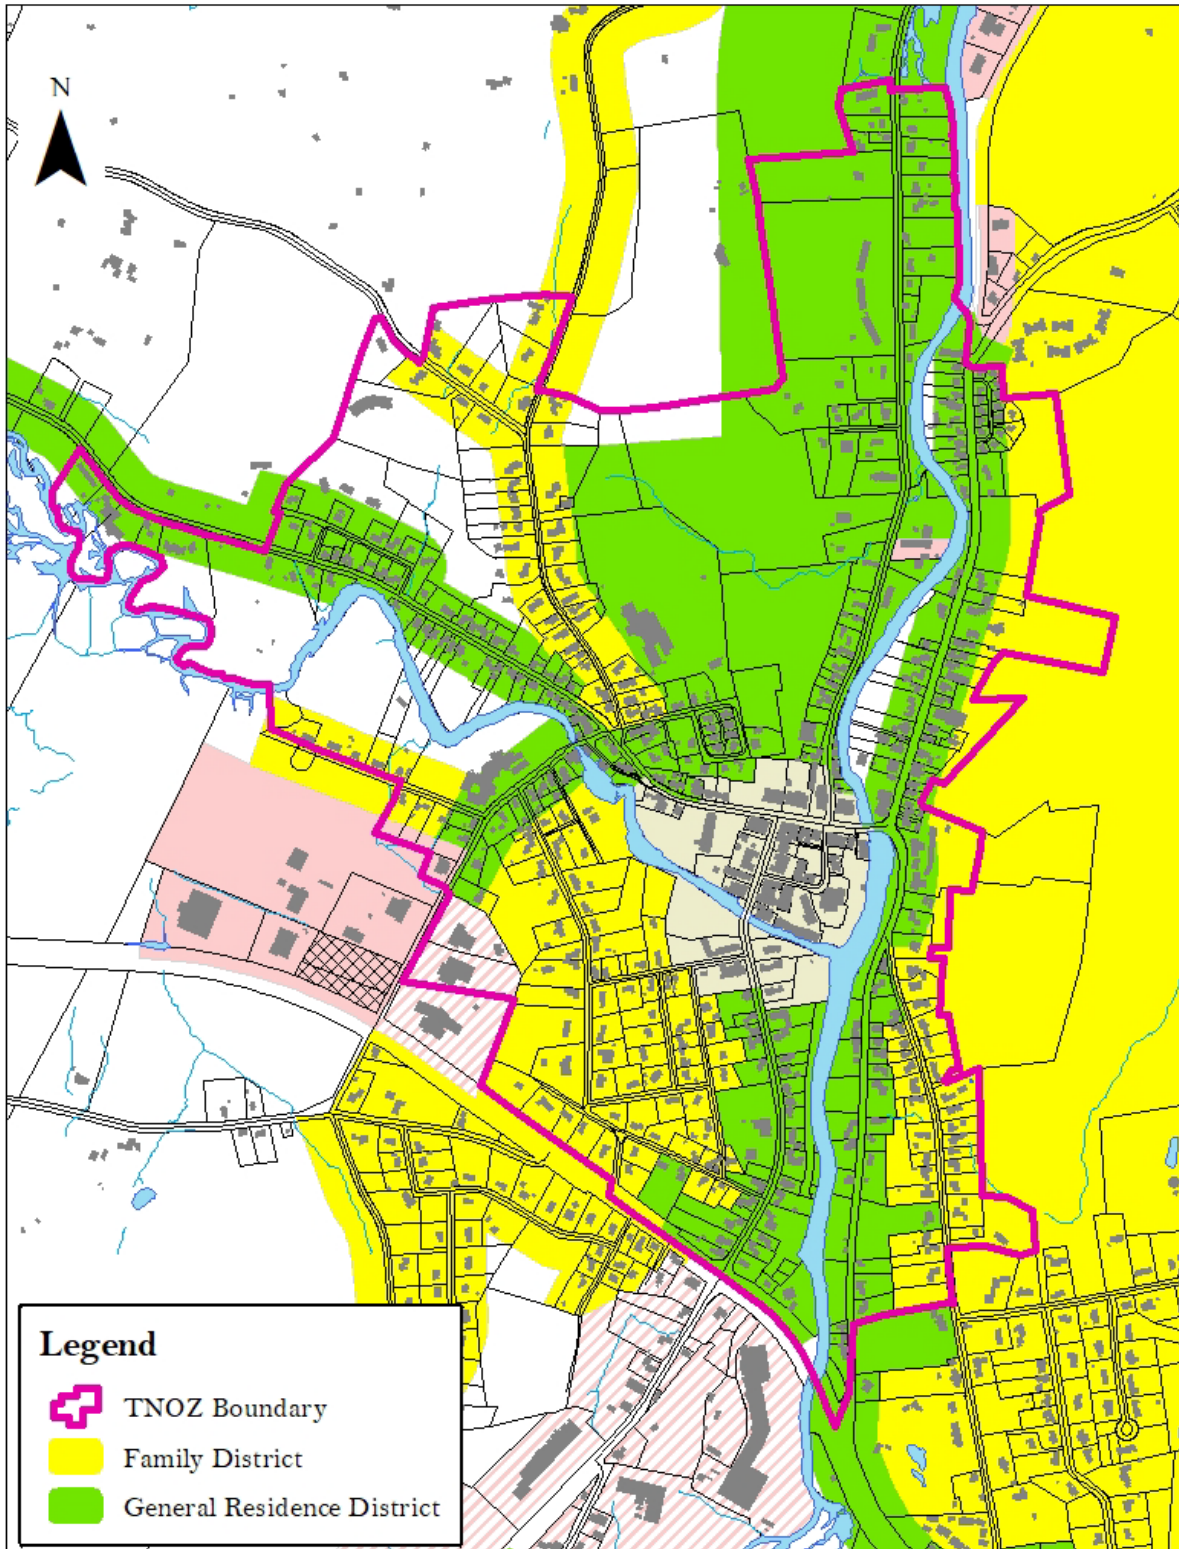 N
Legend
TNOZ Boundary
Family District
General Residence District